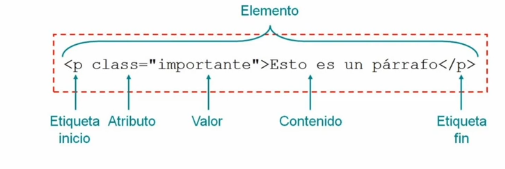 Elemento
<p class="importante">Esto es un párrafo</p>
Etiqueta inicio
Atributo
Valor
Contenido
Etiqueta fin